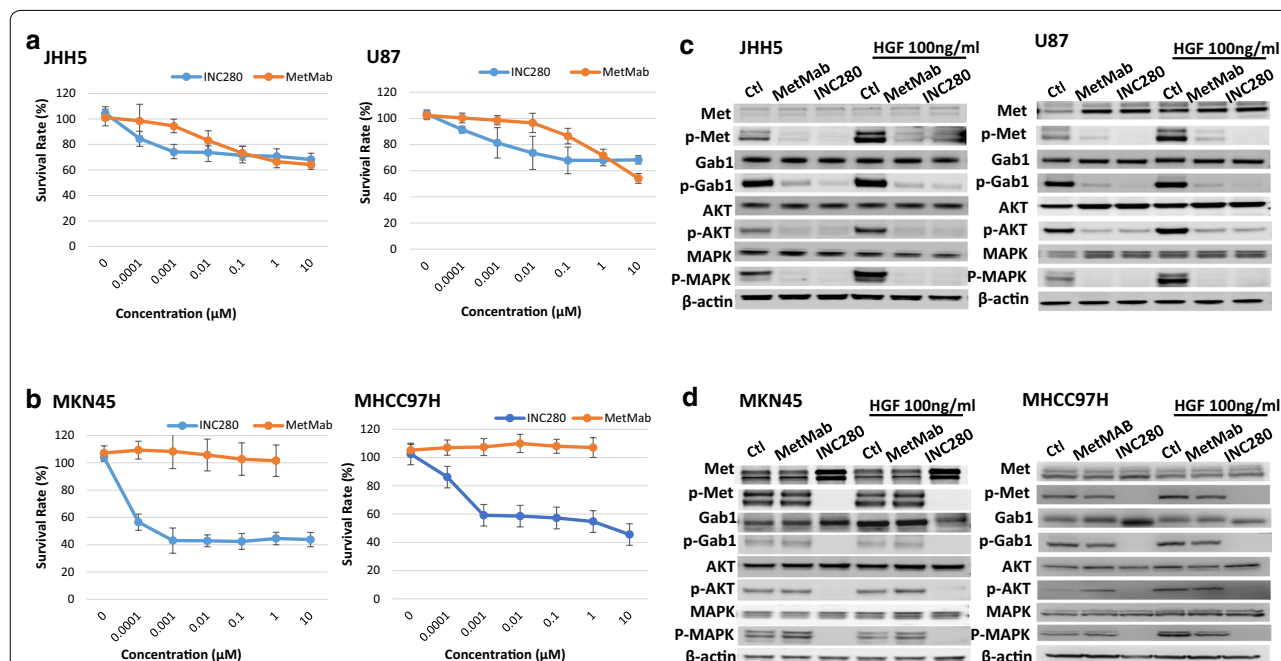 a
JHH5
INC280 MetMab
Survival Rate (%)
120
100
80
60
40
20
0
0 0.0001 0.001 0.01 0.1 1 10
Concentration (µM)
U87
INC280 MetMab
Survival Rate (%)
120
100
80
60
40
20
0
0 0.0001 0.001 0.01 0.1 1 10
Concentration (µM)
b
MKN45
INC280 MetMab
Survival Rate (%)
120
100
80
60
40
20
0
0 0.0001 0.001 0.01 0.1 1 10
Concentration (µM)
MHCC97H
INC280 MetMab
Survival Rate (%)
120
100
80
60
40
20
0
0 0.0001 0.001 0.01 0.1 1 10
Concentration (µM)
c
JHH5
HGF 100ng/ml
Ctl MetMab INC280 Ctl MetMab INC280
Met
p-Met
Gab1
p-Gab1
AKT
p-AKT
MAPK
P-MAPK
β-actin
U87
HGF 100ng/ml
Ctl MetMab INC280 Ctl MetMab INC280
Met
p-Met
Gab1
p-Gab1
AKT
p-AKT
MAPK
P-MAPK
β-actin
d
MKN45
HGF 100ng/ml
Ctl MetMab INC280 Ctl MetMab INC280
Met
p-Met
Gab1
p-Gab1
AKT
p-AKT
MAPK
P-MAPK
β-actin
MHCC97H
HGF 100ng/ml
Ctl MetMAB INC280 Ctl MetMab INC280
Met
p-Met
Gab1
p-Gab1
AKT
p-AKT
MAPK
P-MAPK
β-actin